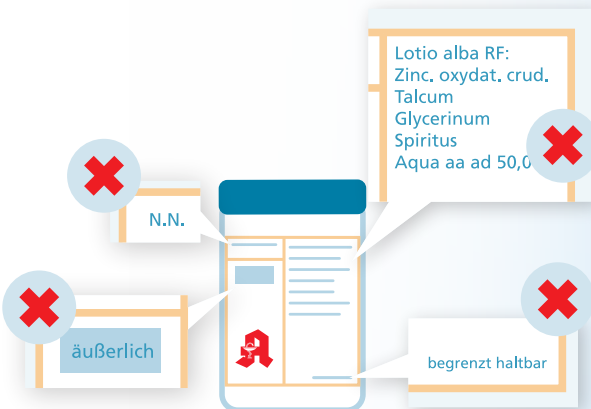 Lotio alba RF:
Zinc. oxydat. crud.
Talcum
Glycerinum
Spiritus
Aqua aa ad 50,0
N.N.
äußerlich
begrenzt haltbar